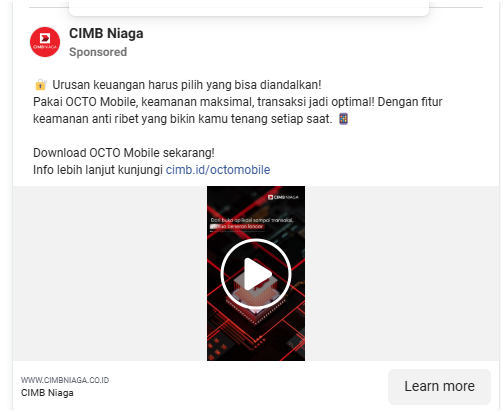 CIMB Niaga
Sponsored
CIMB NIAGA
🔐 Urusan keuangan harus pilih yang bisa diandalkan!
Pakai OCTO Mobile, keamanan maksimal, transaksi jadi optimal! Dengan fitur
keamanan anti ribet yang bikin kamu tenang setiap saat. 📱
Download OCTO Mobile sekarang!
Info lebih lanjut kunjungi cimb.id/octomobile
CIMB NIAGA
Dari buka aplikasi sampai transaksi,
semua beneran lancar
WWW.CIMBNIAGA.CO.ID
CIMB Niaga
Learn more